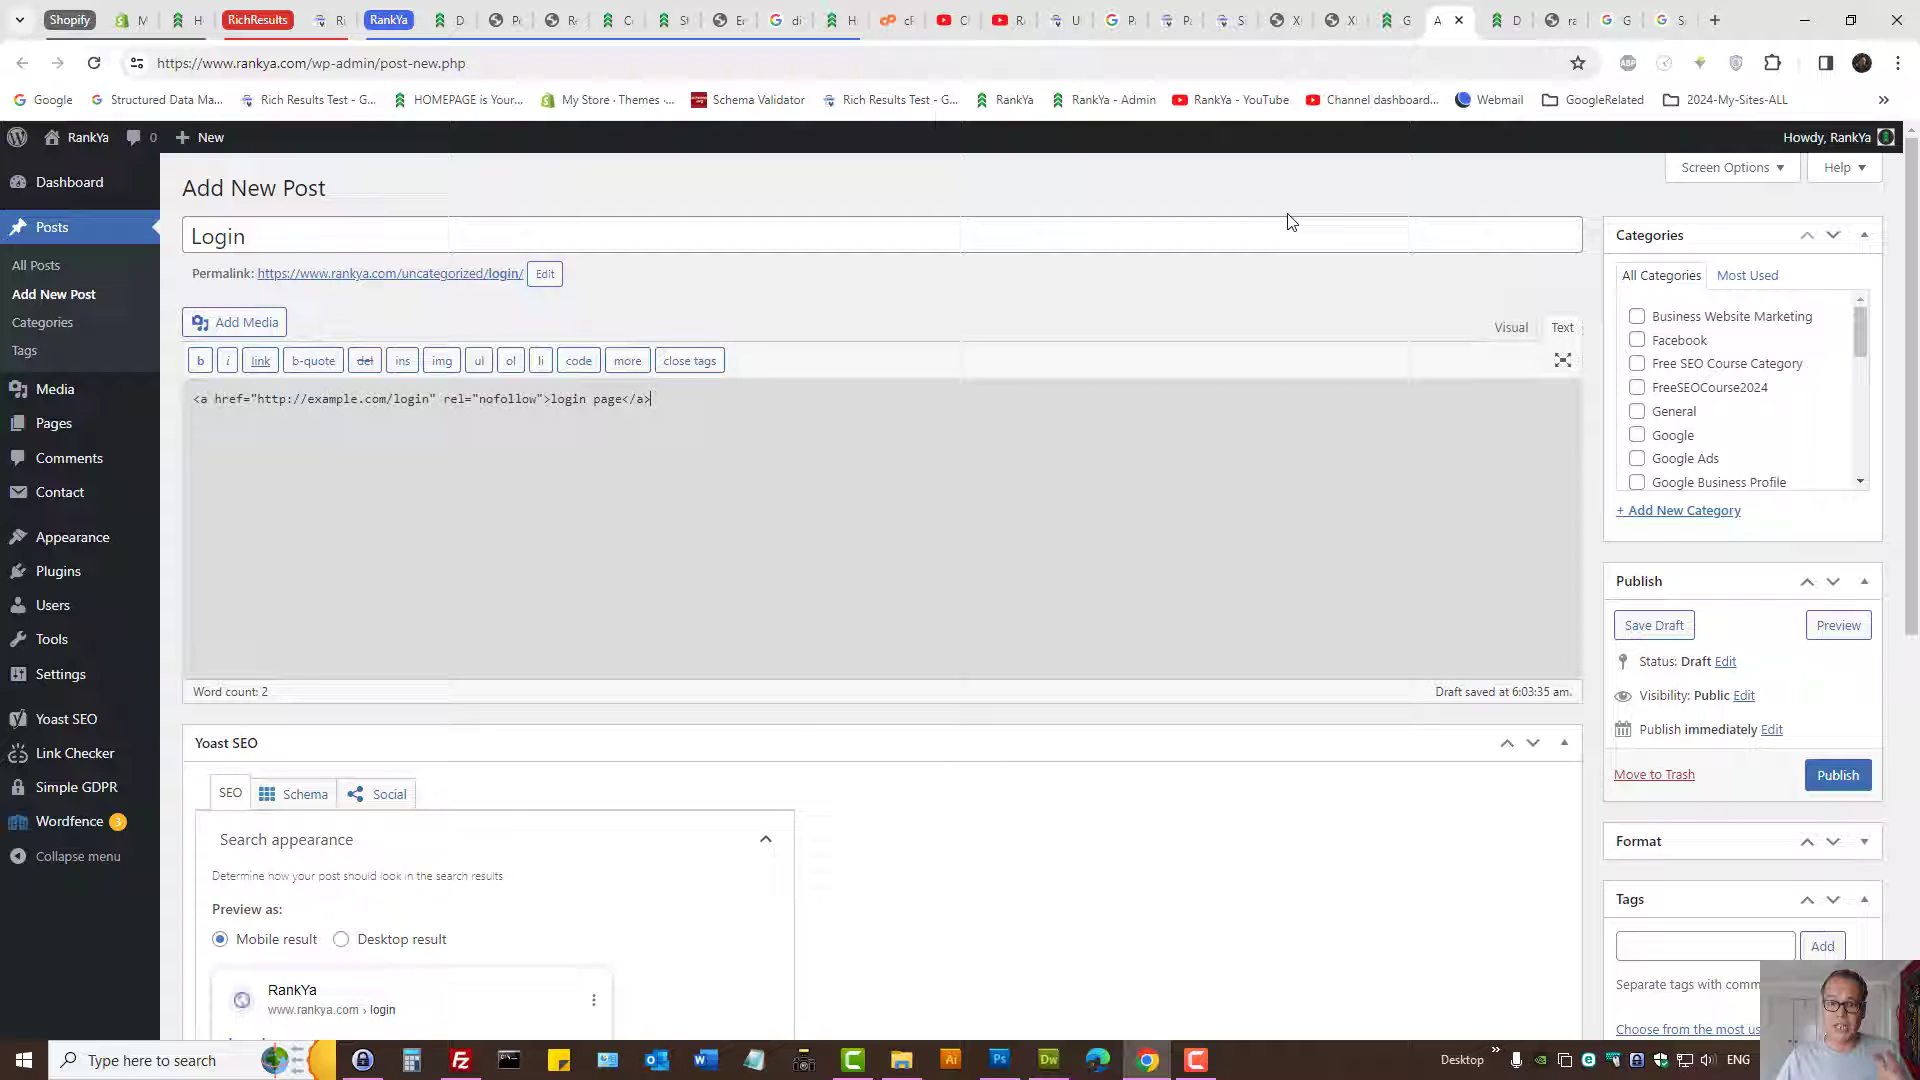 Shopify
RichResults
RankYa
https://www.rankya.com/wp-admin/post-new.php
Google
Structured Data Ma...
Rich Results Test - G...
HOMEPAGE is Your...
My Store · Themes ·...
Schema Validator
Rich Results Test - G...
RankYa
RankYa - Admin
RankYa - YouTube
Channel dashboard...
Webmail
GoogleRelated
2024-My-Sites-ALL
RankYa
0
New
Howdy, RankYa
Dashboard
Posts
All Posts
Add New Post
Categories
Tags
Media
Pages
Comments
Contact
Appearance
Plugins
Users
Tools
Settings
Yoast SEO
Link Checker
Simple GDPR
Wordfence 3
Collapse menu
Add New Post
Screen Options
Help
Login
Permalink: https://www.rankya.com/uncategorized/login/ Edit
Add Media
Visual
Text
b
i
link
b-quote
del
ins
img
ul
ol
li
code
more
close tags
<a href="http://example.com/login" rel="nofollow">login page</a>
Word count: 2
Draft saved at 6:03:35 am.
Yoast SEO
SEO
Schema
Social
Search appearance
Determine how your post should look in the search results
Preview as:
Mobile result
Desktop result
RankYa
www.rankya.com › login
Categories
All Categories
Most Used
Business Website Marketing
Facebook
Free SEO Course Category
FreeSEOCourse2024
General
Google
Google Ads
Google Business Profile
+ Add New Category
Publish
Save Draft
Preview
Status: Draft Edit
Visibility: Public Edit
Publish immediately Edit
Move to Trash
Publish
Format
Tags
Add
Separate tags with comm
Choose from the most us
Type here to search
Desktop
ENG